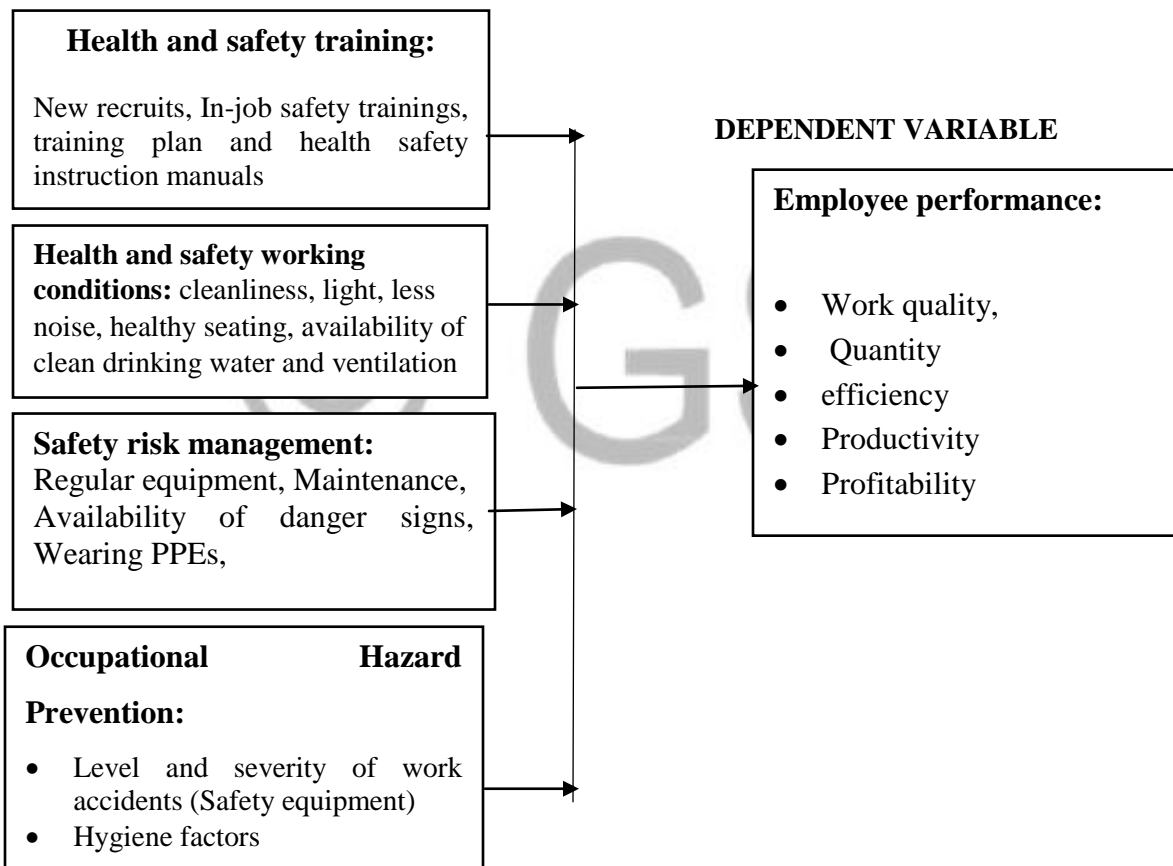 Health and safety training:
New recruits, In-job safety trainings,
training plan and health safety
instruction manuals
Health and safety working
conditions: cleanliness, light, less
noise, healthy seating, availability of
clean drinking water and ventilation
Safety risk management:
Regular equipment, Maintenance,
Availability of danger signs,
Wearing PPEs,
Occupational Hazard
Prevention:
• Level and severity of work
accidents (Safety equipment)
• Hygiene factors
DEPENDENT VARIABLE
Employee performance:
• Work quality,
• Quantity
• efficiency
• Productivity
• Profitability